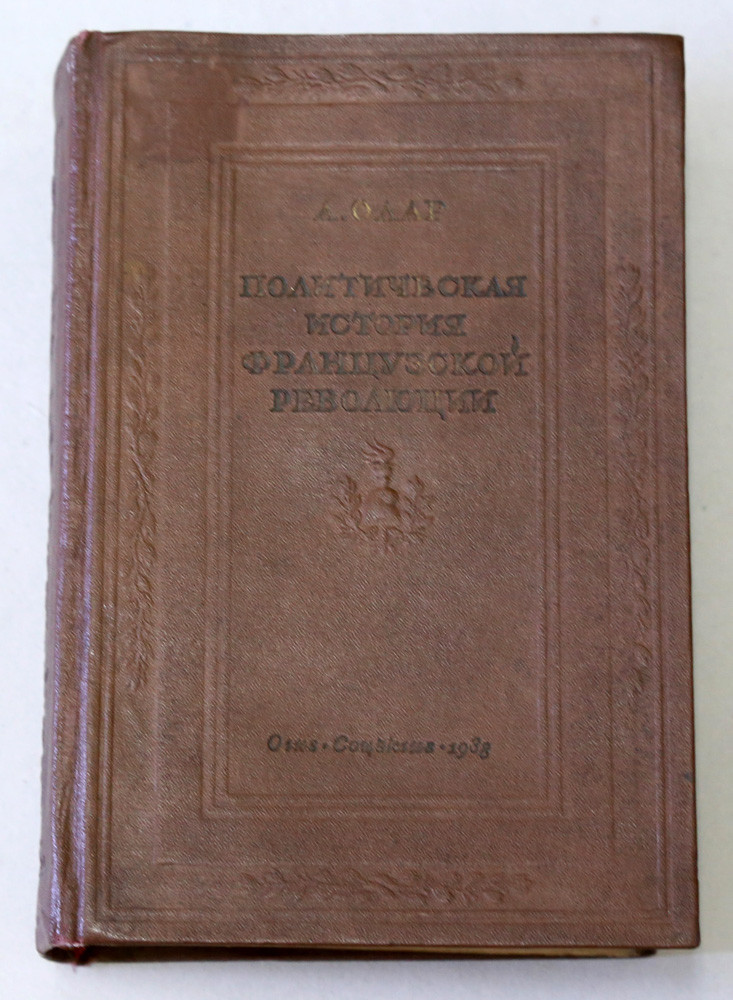 А. ОЛАР
ПОЛИТИЧЕСКАЯ
ИСТОРИЯ
ФРАНЦУЗСКОЙ
РЕВОЛЮЦИИ
Огиз • Соцэкгиз • 1938